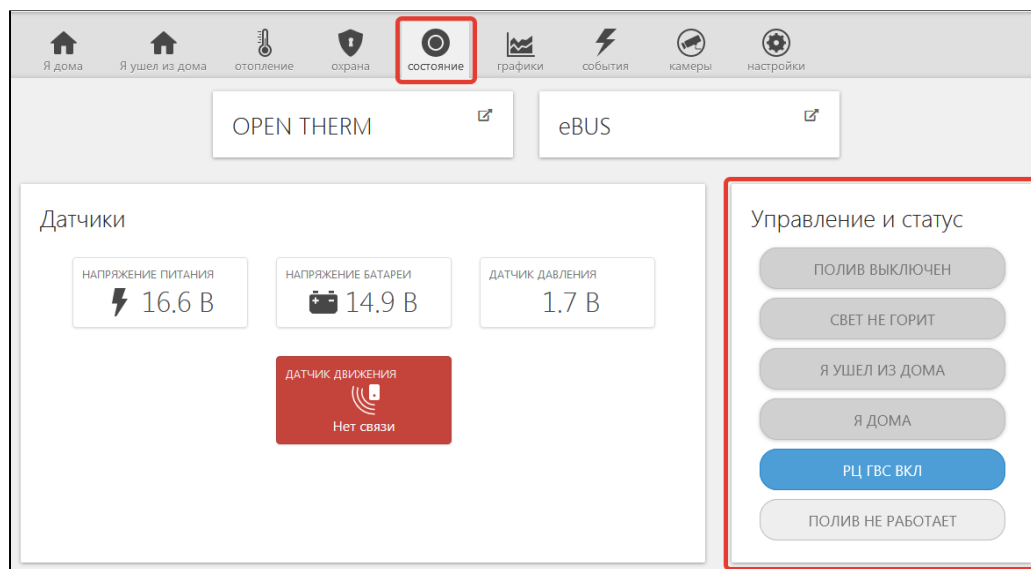 Я дома
Я ушел из дома
отопление
охрана
состояние
графики
события
камеры
настройки
OPEN THERM
eBUS
Датчики
НАПРЯЖЕНИЕ ПИТАНИЯ
16.6 В
НАПРЯЖЕНИЕ БАТАРЕИ
14.9 В
ДАТЧИК ДАВЛЕНИЯ
1.7 В
ДАТЧИК ДВИЖЕНИЯ
Нет связи
Управление и статус
ПОЛИВ ВЫКЛЮЧЕН
СВЕТ НЕ ГОРИТ
Я УШЕЛ ИЗ ДОМА
Я ДОМА
РЦ ГВС ВКЛ
ПОЛИВ НЕ РАБОТАЕТ